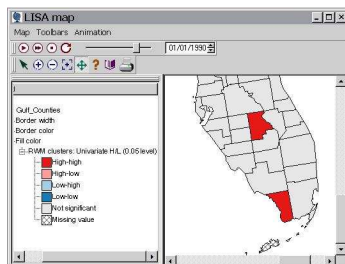 LISA map
Map Toolbars Animation
01/01/1990
Gulf_Counties
Border width
Border color
Fill color
RWM clusters: Univariate H/L (0.05 level)
High-high
High-low
Low-high
Low-low
Not significant
Missing value